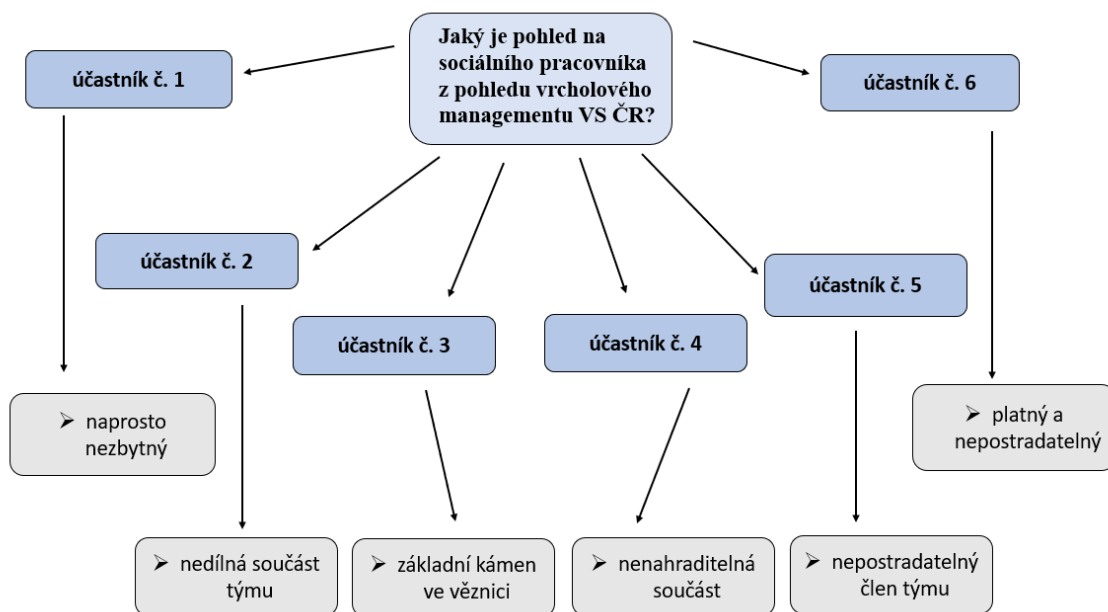 Jaký je pohled na
sociálního pracovníka
z pohledu vrcholového
managementu VS ČR?
účastník č. 1
účastník č. 6
účastník č. 2
účastník č. 5
účastník č. 3
účastník č. 4
➢ naprosto
nezbytný
➢ platný a
nepostradatelný
➢ nedílná součást
týmu
➢ základní kámen
ve věznici
➢ nenahraditelná
součást
➢ nepostradatelný
člen týmu